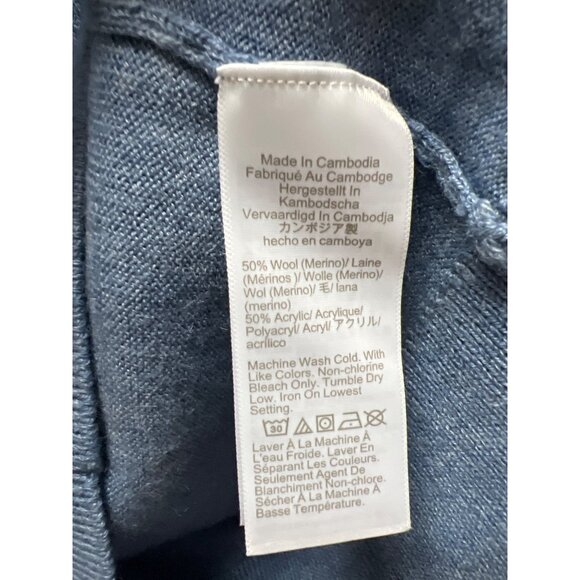 Made In Cambodia
Fabriqué Au Cambodge
Hergestellt In
Kambodscha
Vervaardigd In Cambodja
カンボジア製
hecho en camboya
50% Wool (Merino)/ Laine
(Mérinos )/ Wolle (Merino)/
Wol (Merino)/ 毛/ lana
(merino)
50% Acrylic/ Acrylique/
Polyacryl/ Acryl/ アクリル/
acrílico
Machine Wash Cold. With
Like Colors. Non-chlorine
Bleach Only. Tumble Dry
Low. Iron On Lowest
Setting.
30
Laver À La Machine À
L'eau Froide. Laver En
Séparant Les Couleurs.
Seulement Agent De
Blanchiment Non-chlore.
Sécher À La Machine À
Basse Température.